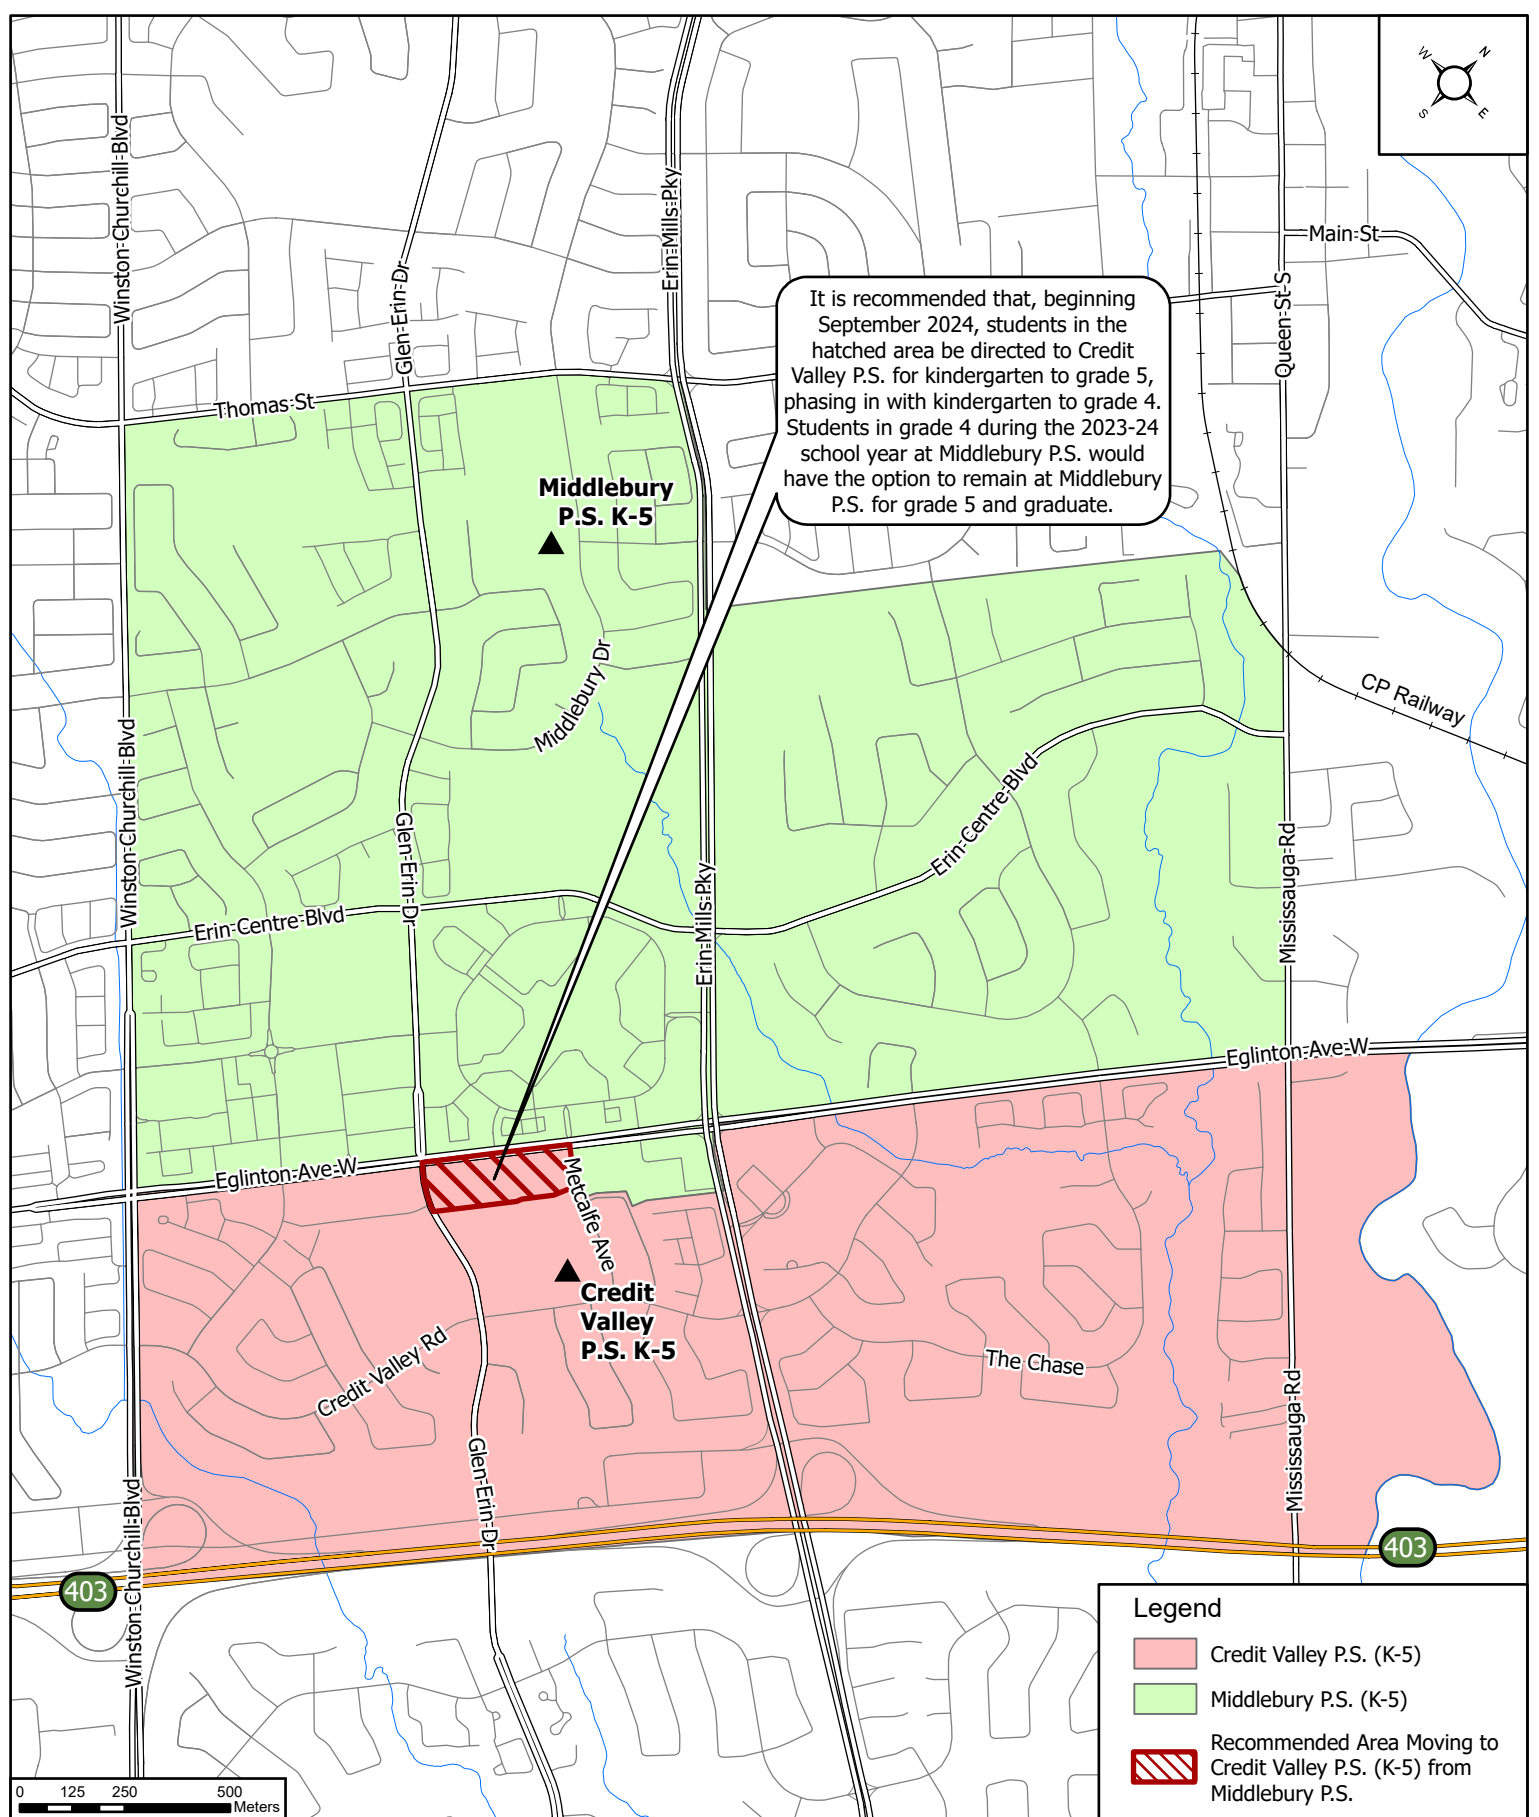 W
N
S
E
Winston Churchill Blvd
Glen Erin Dr
Erin Mills Pky
Main St
Queen St S
Thomas St
It is recommended that, beginning
September 2024, students in the
hatched area be directed to Credit
Valley P.S. for kindergarten to grade 5,
phasing in with kindergarten to grade 4.
Students in grade 4 during the 2023-24
school year at Middlebury P.S. would
have the option to remain at Middlebury
P.S. for grade 5 and graduate.
Middlebury
P.S. K-5
Middlebury Dr
CP Railway
Winston Churchill Blvd
Glen Erin Dr
Erin Centre Blvd
Erin Centre Blvd
Erin Mills Pky
Mississauga Rd
Eglinton Ave W
Eglinton Ave W
Metcalfe Ave
Credit
Valley
P.S. K-5
Credit Valley Rd
The Chase
Glen Erin Dr
Mississauga Rd
Winston Churchill Blvd
403
403
Legend
Credit Valley P.S. (K-5)
Middlebury P.S. (K-5)
Recommended Area Moving to
Credit Valley P.S. (K-5) from
Middlebury P.S.
0 125 250 500
Meters